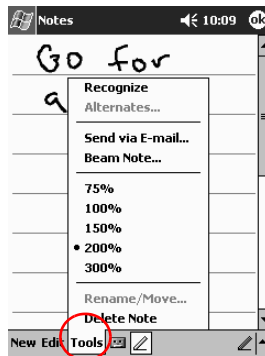 Notes 10:09 ok
Go for
a
Recognize
Alternates...
Send via E-mail...
Beam Note...
75%
100%
150%
200%
300%
Rename/Move...
Delete Note
New Edit Tools